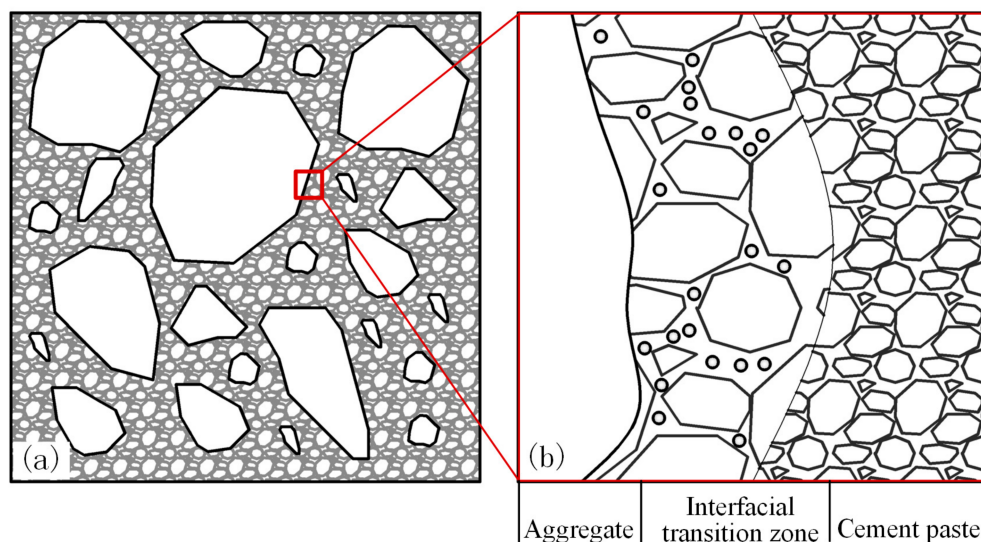 (a)
(b)
Aggregate
Interfacial
transition zone
Cement paste